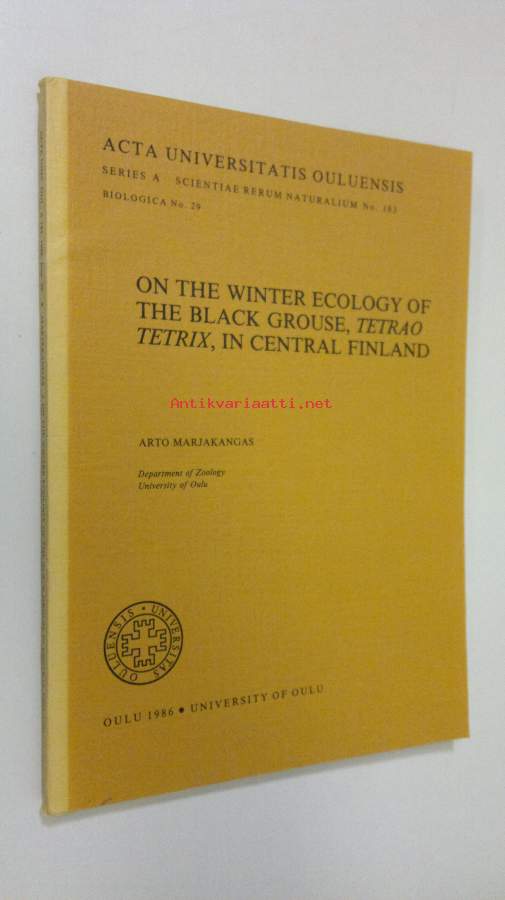 ACTA UNIVERSITATIS OULUENSIS
SERIES A SCIENTIAE RERUM NATURALIUM No. 183
BIOLOGICA No. 29
ON THE WINTER ECOLOGY OF
THE BLACK GROUSE, TETRAO
TETRIX, IN CENTRAL FINLAND
Antikvariaatti.net
ARTO MARJAKANGAS
Department of Zoology
University of Oulu
UNIVERSITAS OULUENSIS
OULU 1986 ● UNIVERSITY OF OULU